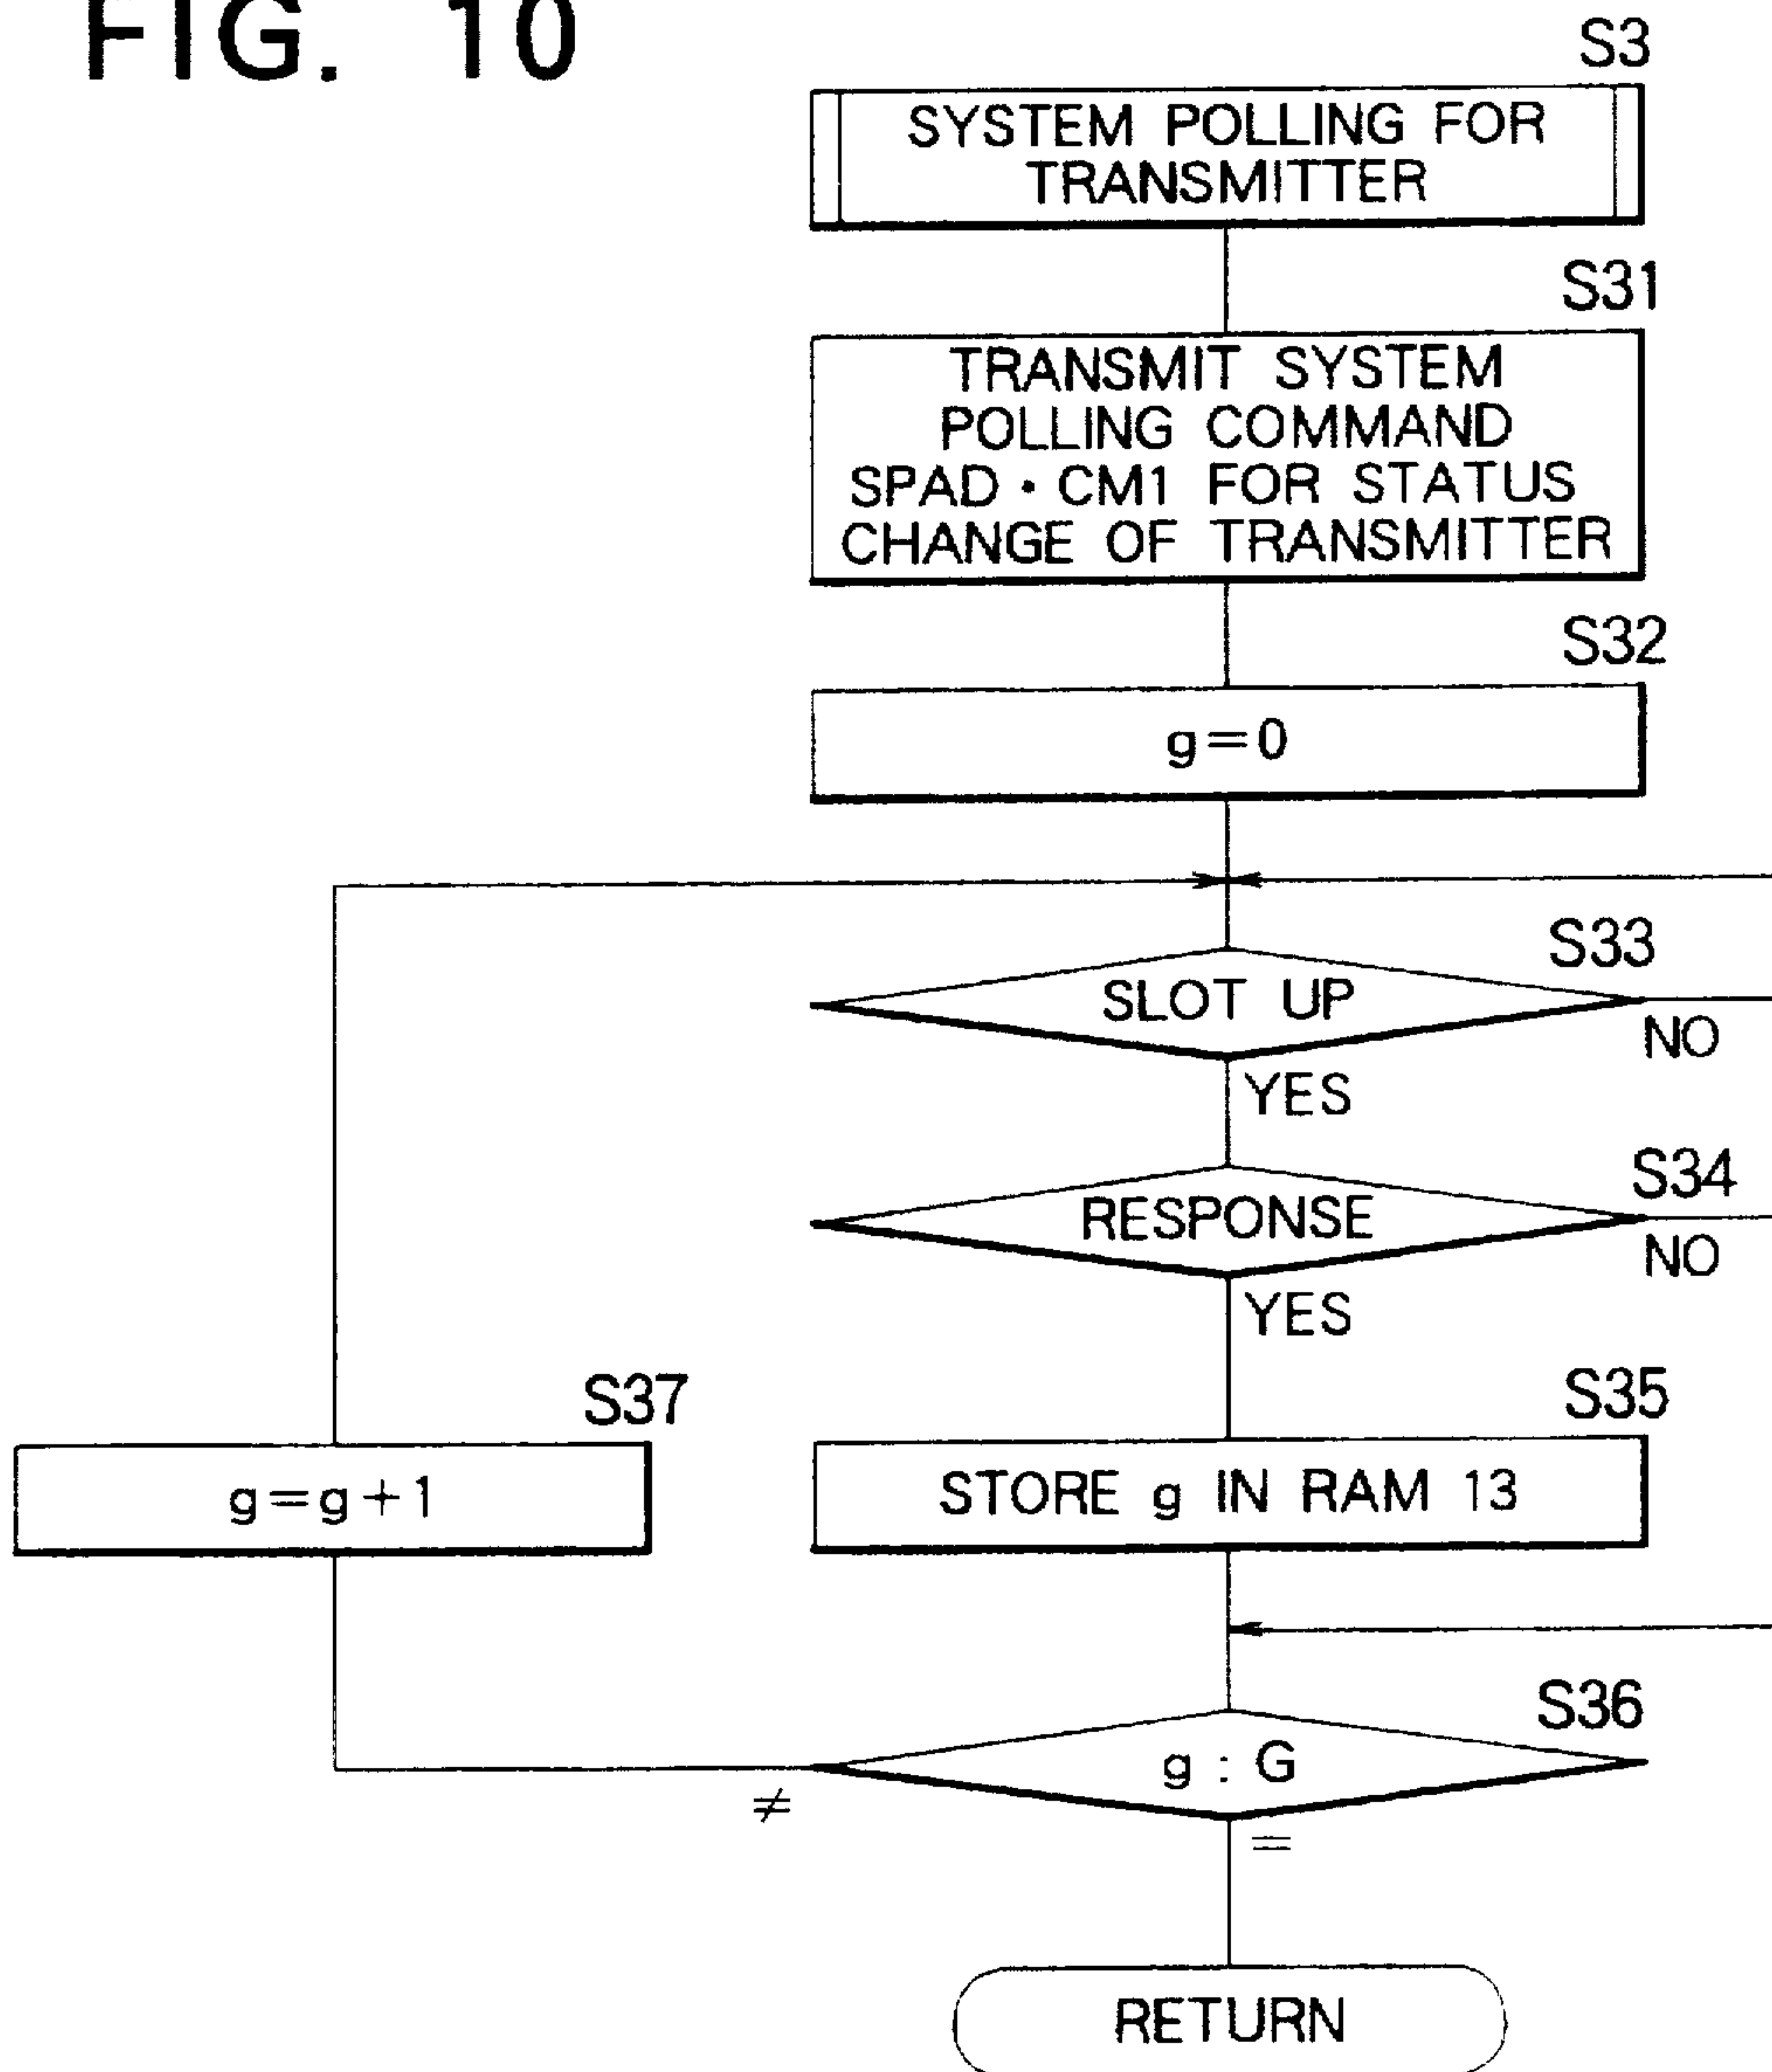 FIG. 10
S3
SYSTEM POLLING FOR
TRANSMITTER
S31
TRANSMIT SYSTEM
POLLING COMMAND
SPAD・CM1 FOR STATUS
CHANGE OF TRANSMITTER
S32
g=0
S33
SLOT UP
NO
YES
S34
RESPONSE
NO
YES
S37
g=g+1
S35
STORE g IN RAM 13
S36
g : G
≠
=
RETURN